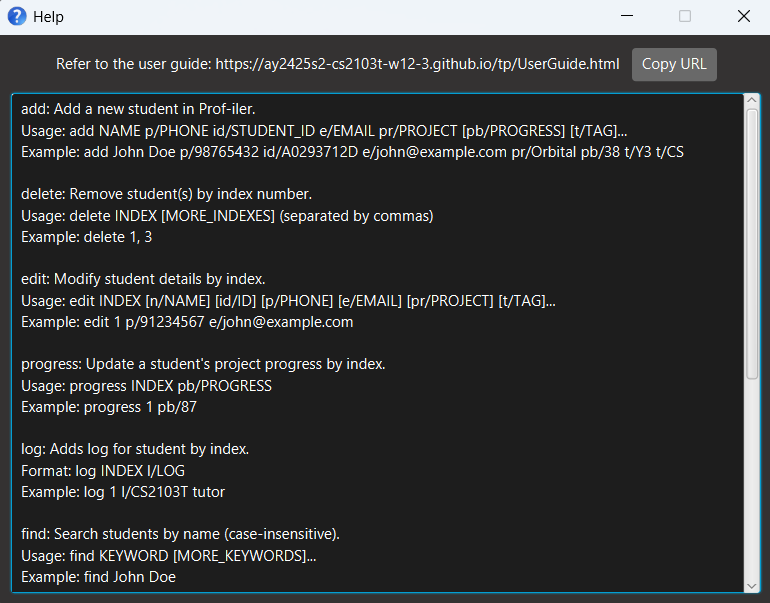 Help
Refer to the user guide: https://ay2425s2-cs2103t-w12-3.github.io/tp/UserGuide.html
Copy URL
add: Add a new student in Prof-iler.
Usage: add NAME p/PHONE id/STUDENT_ID e/EMAIL pr/PROJECT [pb/PROGRESS] [t/TAG]...
Example: add John Doe p/98765432 id/A0293712D e/john@example.com pr/Orbital pb/38 t/Y3 t/CS
delete: Remove student(s) by index number.
Usage: delete INDEX [MORE_INDEXES] (separated by commas)
Example: delete 1, 3
edit: Modify student details by index.
Usage: edit INDEX [n/NAME] [id/ID] [p/PHONE] [e/EMAIL] [pr/PROJECT] [t/TAG]...
Example: edit 1 p/91234567 e/john@example.com
progress: Update a student's project progress by index.
Usage: progress INDEX pb/PROGRESS
Example: progress 1 pb/87
log: Adds log for student by index.
Format: log INDEX l/LOG
Example: log 1 l/CS2103T tutor
find: Search students by name (case-insensitive).
Usage: find KEYWORD [MORE_KEYWORDS]...
Example: find John Doe